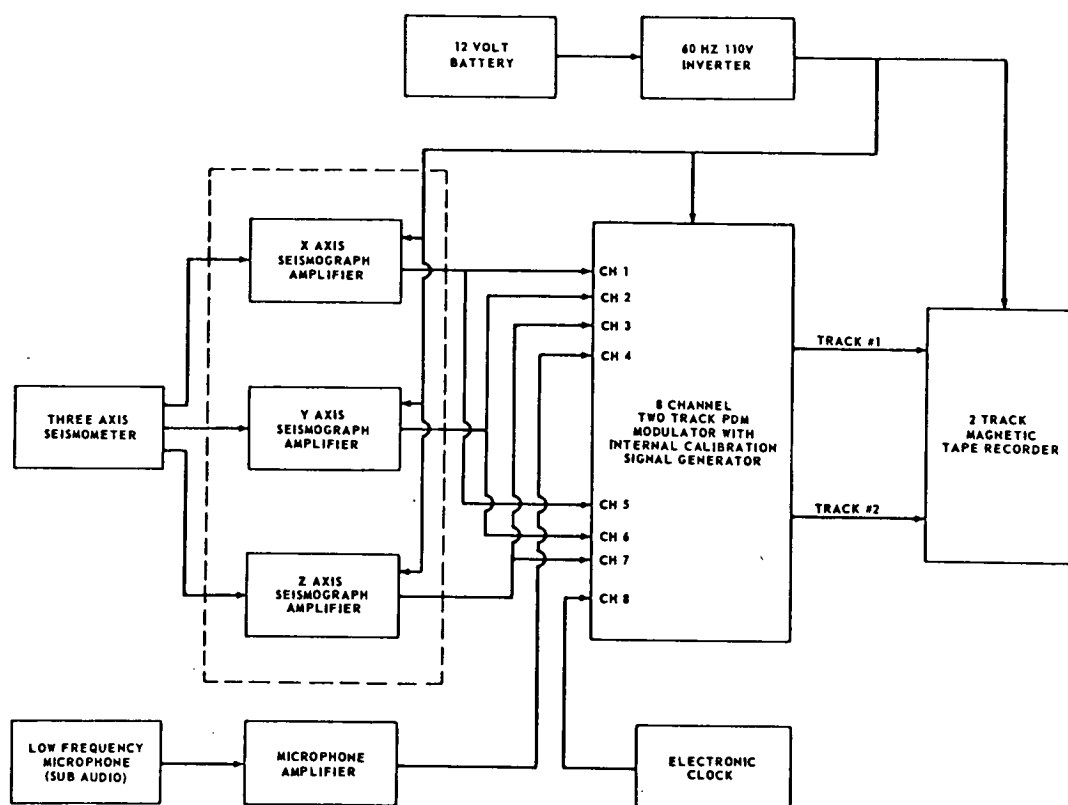 12 VOLT
BATTERY
60 HZ 110V
INVERTER
X AXIS
SEISMOGRAPH
AMPLIFIER
CH 1
CH 2
CH 3
CH 4
TRACK #1
THREE AXIS
SEISMOMETER
Y AXIS
SEISMOGRAPH
AMPLIFIER
8 CHANNEL
TWO TRACK PDM
MODULATOR WITH
INTERNAL CALIBRATION
SIGNAL GENERATOR
2 TRACK
MAGNETIC
TAPE RECORDER
CH 5
TRACK #2
CH 6
CH 7
Z AXIS
SEISMOGRAPH
AMPLIFIER
CH 8
LOW FREQUENCY
MICROPHONE
(SUB AUDIO)
MICROPHONE
AMPLIFIER
ELECTRONIC
CLOCK